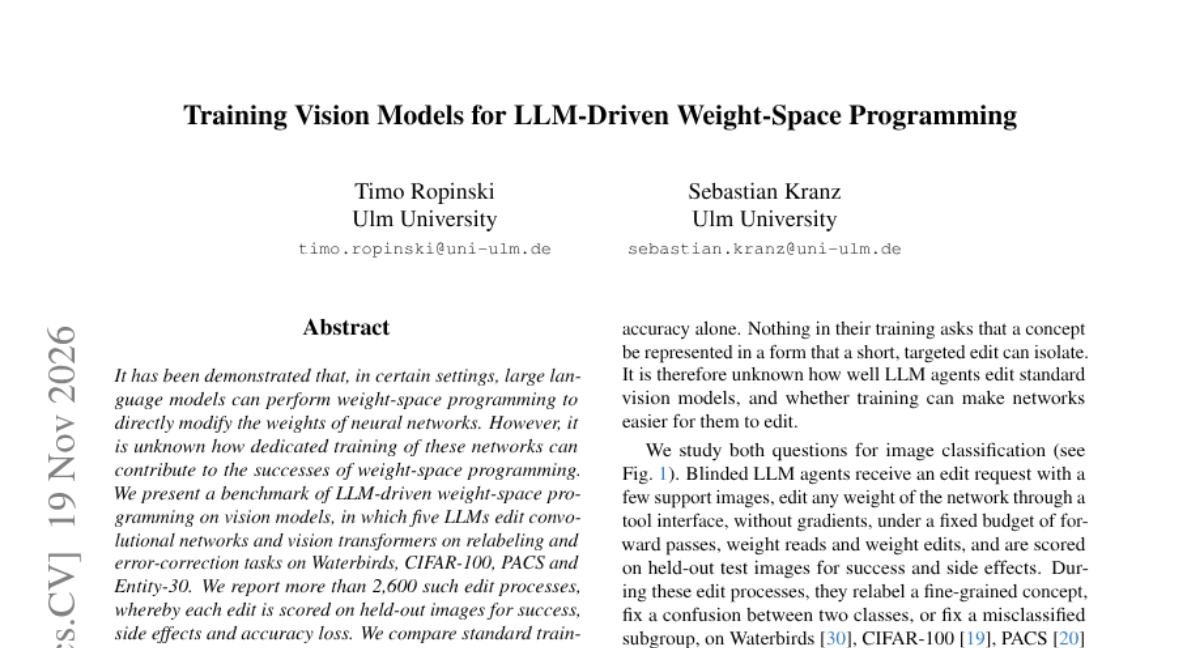 Training Vision Models for LLM-Driven Weight-Space Programming
Timo Ropinski
Ulm University
timo.ropinski@uni-ulm.de
Sebastian Kranz
Ulm University
sebastian.kranz@uni-ulm.de
cs.CV] 19 Nov 2026
Abstract
It has been demonstrated that, in certain settings, large lan-
guage models can perform weight-space programming to
directly modify the weights of neural networks. However, it
is unknown how dedicated training of these networks can
contribute to the successes of weight-space programming.
We present a benchmark of LLM-driven weight-space pro-
gramming on vision models, in which five LLMs edit convo-
lutional networks and vision transformers on relabeling and
error-correction tasks on Waterbirds, CIFAR-100, PACS and
Entity-30. We report more than 2,600 such edit processes,
whereby each edit is scored on held-out images for success,
side effects and accuracy loss. We compare standard train-
accuracy alone. Nothing in their training asks that a concept
be represented in a form that a short, targeted edit can isolate.
It is therefore unknown how well LLM agents edit standard
vision models, and whether training can make networks
easier for them to edit.
We study both questions for image classification (see
Fig. 1). Blinded LLM agents receive an edit request with a
few support images, edit any weight of the network through a
tool interface, without gradients, under a fixed budget of for-
ward passes, weight reads and weight edits, and are scored
on held-out test images for success and side effects. Dur-
ing these edit processes, they relabel a fine-grained concept,
fix a confusion between two classes, or fix a misclassified
subgroup, on Waterbirds [30], CIFAR-100 [19], PACS [20]